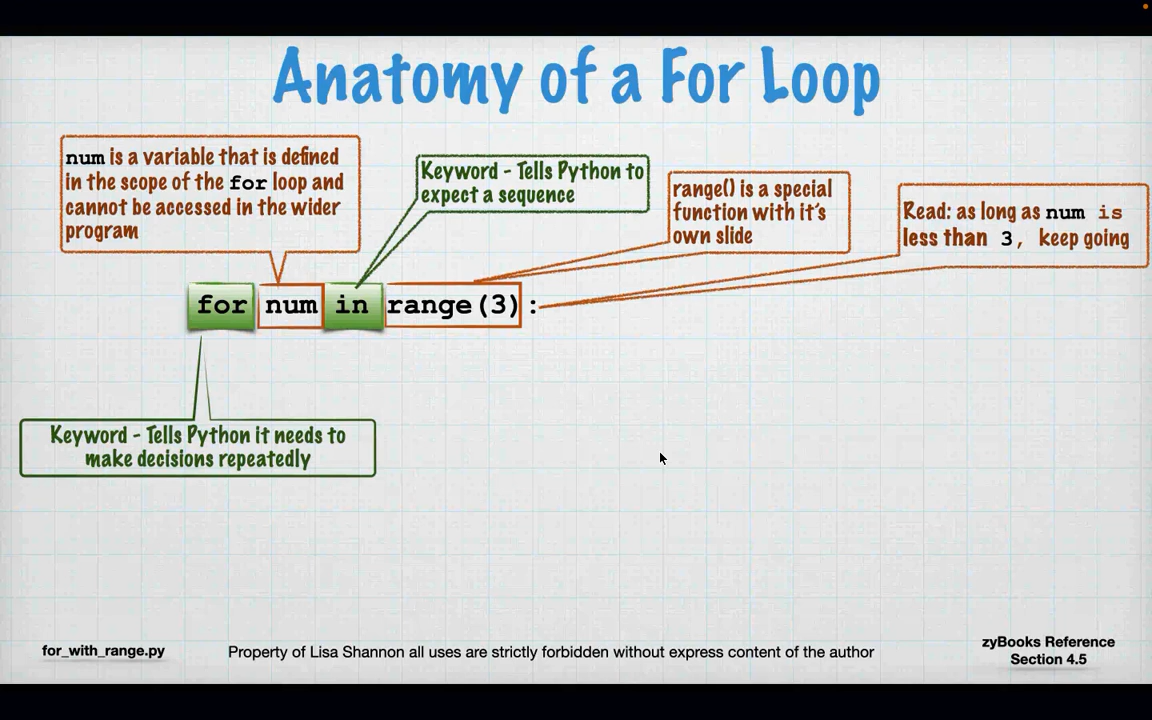 Anatomy of a For Loop
num is a variable that is defined
in the scope of the for loop and
cannot be accessed in the wider
program
Keyword - Tells Python to
expect a sequence
range() is a special
function with it's
own slide
Read: as long as num is
less than 3, keep going
for num in range(3):
Keyword - Tells Python it needs to
make decisions repeatedly
for_with_range.py
Property of Lisa Shannon all uses are strictly forbidden without express content of the author
zyBooks Reference
Section 4.5